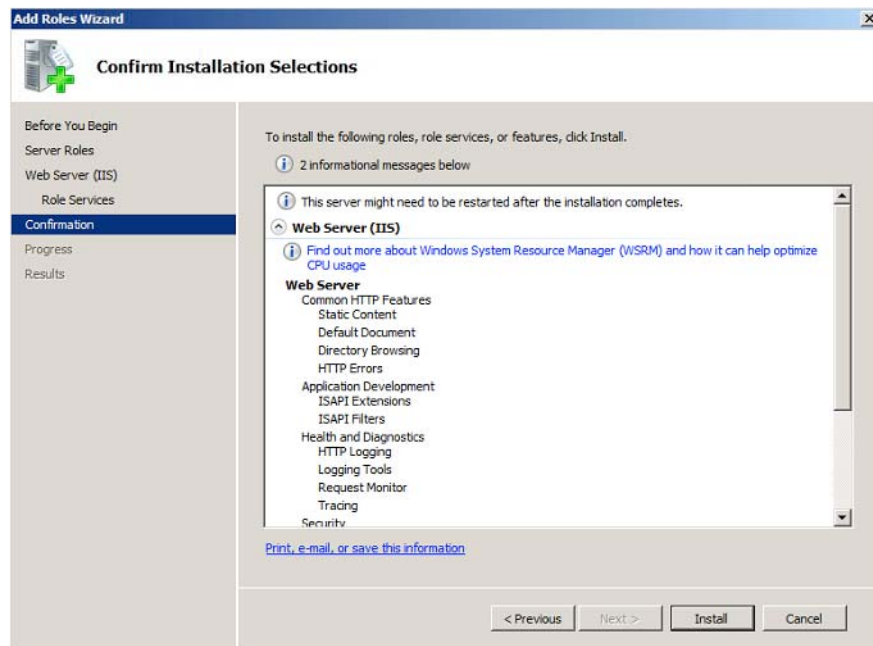 Add Roles Wizard
Confirm Installation Selections
Before You Begin
Server Roles
Web Server (IIS)
Role Services
Confirmation
Progress
Results
To install the following roles, role services, or features, click Install.
2 informational messages below
This server might need to be restarted after the installation completes.
Web Server (IIS)
Find out more about Windows System Resource Manager (WSRM) and how it can help optimize
CPU usage
Web Server
Common HTTP Features
Static Content
Default Document
Directory Browsing
HTTP Errors
Application Development
ISAPI Extensions
ISAPI Filters
Health and Diagnostics
HTTP Logging
Logging Tools
Request Monitor
Tracing
Security
Print, e-mail, or save this information
< Previous
Next >
Install
Cancel